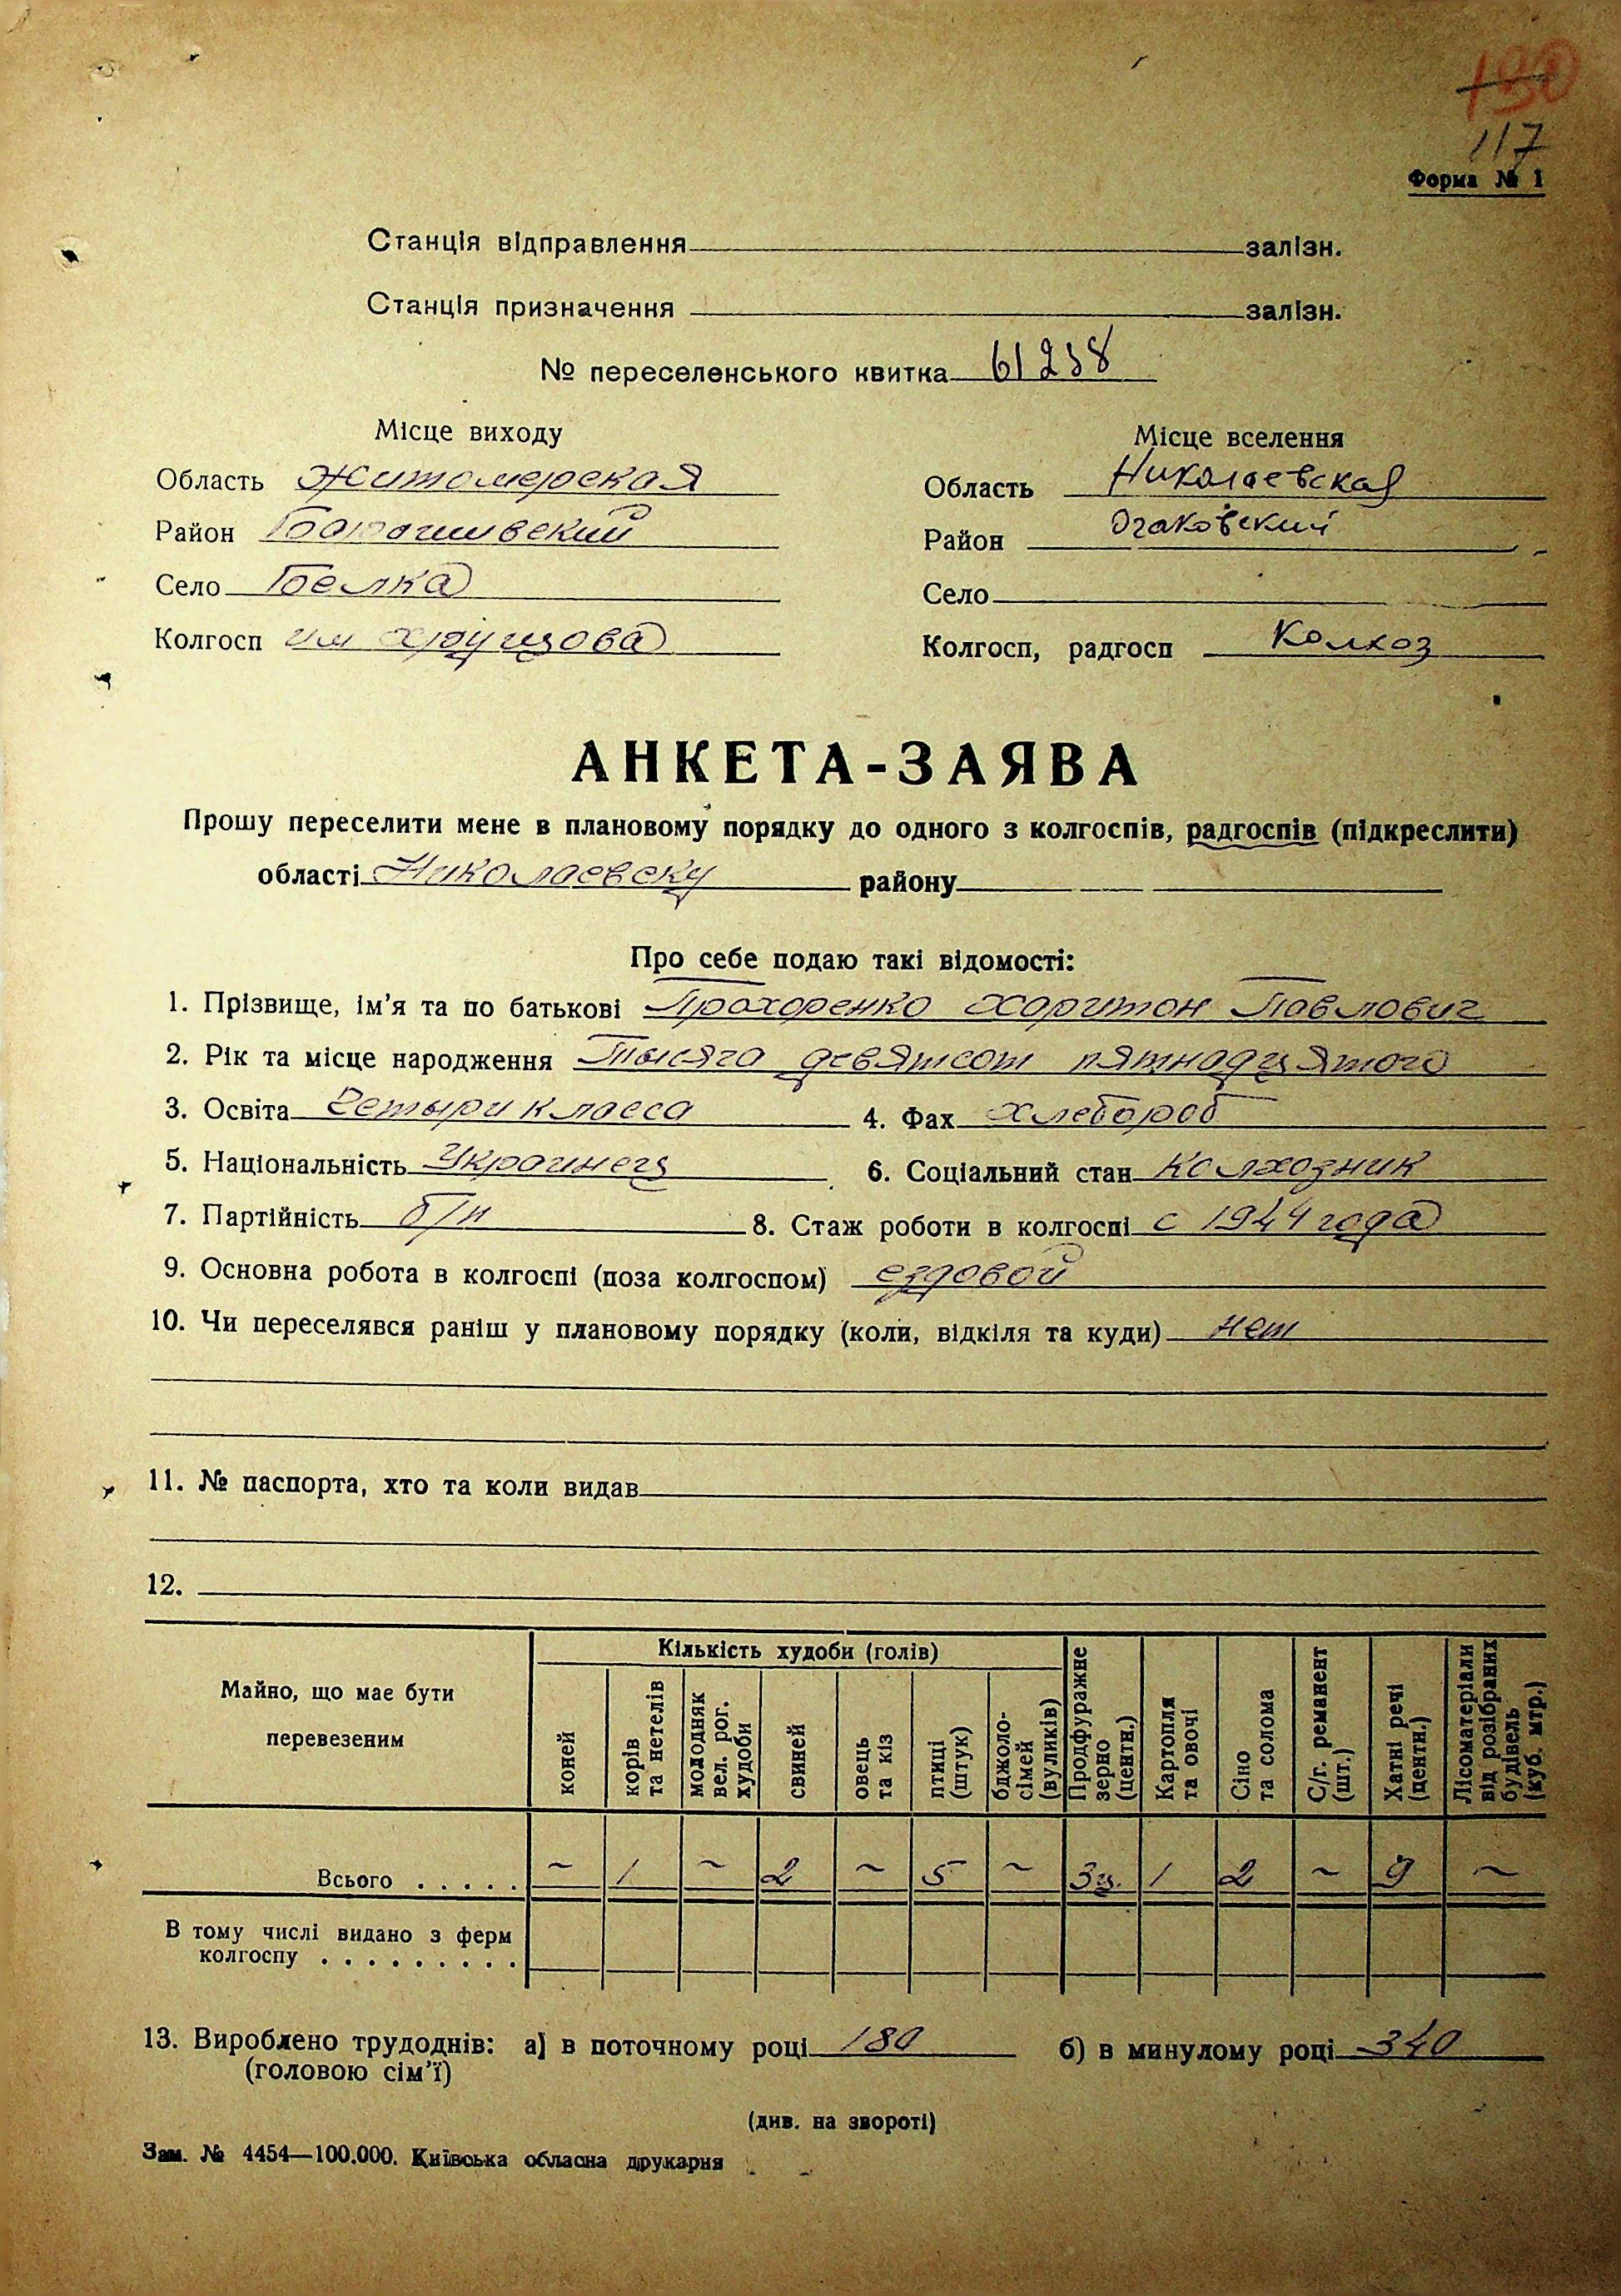 130
117
Форма № 1
Станція відправлення залізн.
Станція призначення залізн.
№ переселенського квитка 61238
Місце виходу
Область Житомерская
Район Барашивский
Село Белка
Колгосп им хрущова
Місце вселення
Область Николаевская
Район Очаковский
Село
Колгосп, радгосп Колхоз
АНКЕТА-ЗАЯВА
Прошу переселити мене в плановому порядку до одного з колгоспів, радгоспів (підкреслити)
області Николаевску району
Про себе подаю такі відомості:
1. Прізвище, ім'я та по батькові Прохоренко Харитон Павлович
2. Рік та місце народження Тысяча девятсот пятнадцятого
3. Освіта Четыри класса 4. Фах хлебороб
5. Національність Украинец 6. Соціальний стан Колхозник
7. Партійність б/п 8. Стаж роботи в колгоспі с 1944 года
9. Основна робота в колгоспі (поза колгоспом) ездовой
10. Чи переселявся раніш у плановому порядку (коли, відкіля та куди) нет
11. № паспорта, хто та коли видав
12.
Майно, що має бути перевезеним
Кількість худоби (голів)
коней
корів та нетелів
молодняк вел. рог. худоби
свиней
овець та кіз
птиці (штук)
бджоло-сімей (вуликів)
Продфуражне зерно (центн.)
Картопля та овочі
Сіно та солома
С/г. реманент (шт.)
Хатні речі (центн.)
Лісоматеріали від розібраних будівель (куб. мтр.)
Всього ..... ~ 1 ~ 2 ~ 5 ~ 3ц. 1 2 ~ 9 ~
В тому числі видано з ферм
колгоспу .........
13. Вироблено трудоднів: а) в поточному році 180 б) в минулому році 340
(головою сім'ї)
(див. на звороті)
Зам. № 4454—100.000. Київська обласна друкарня